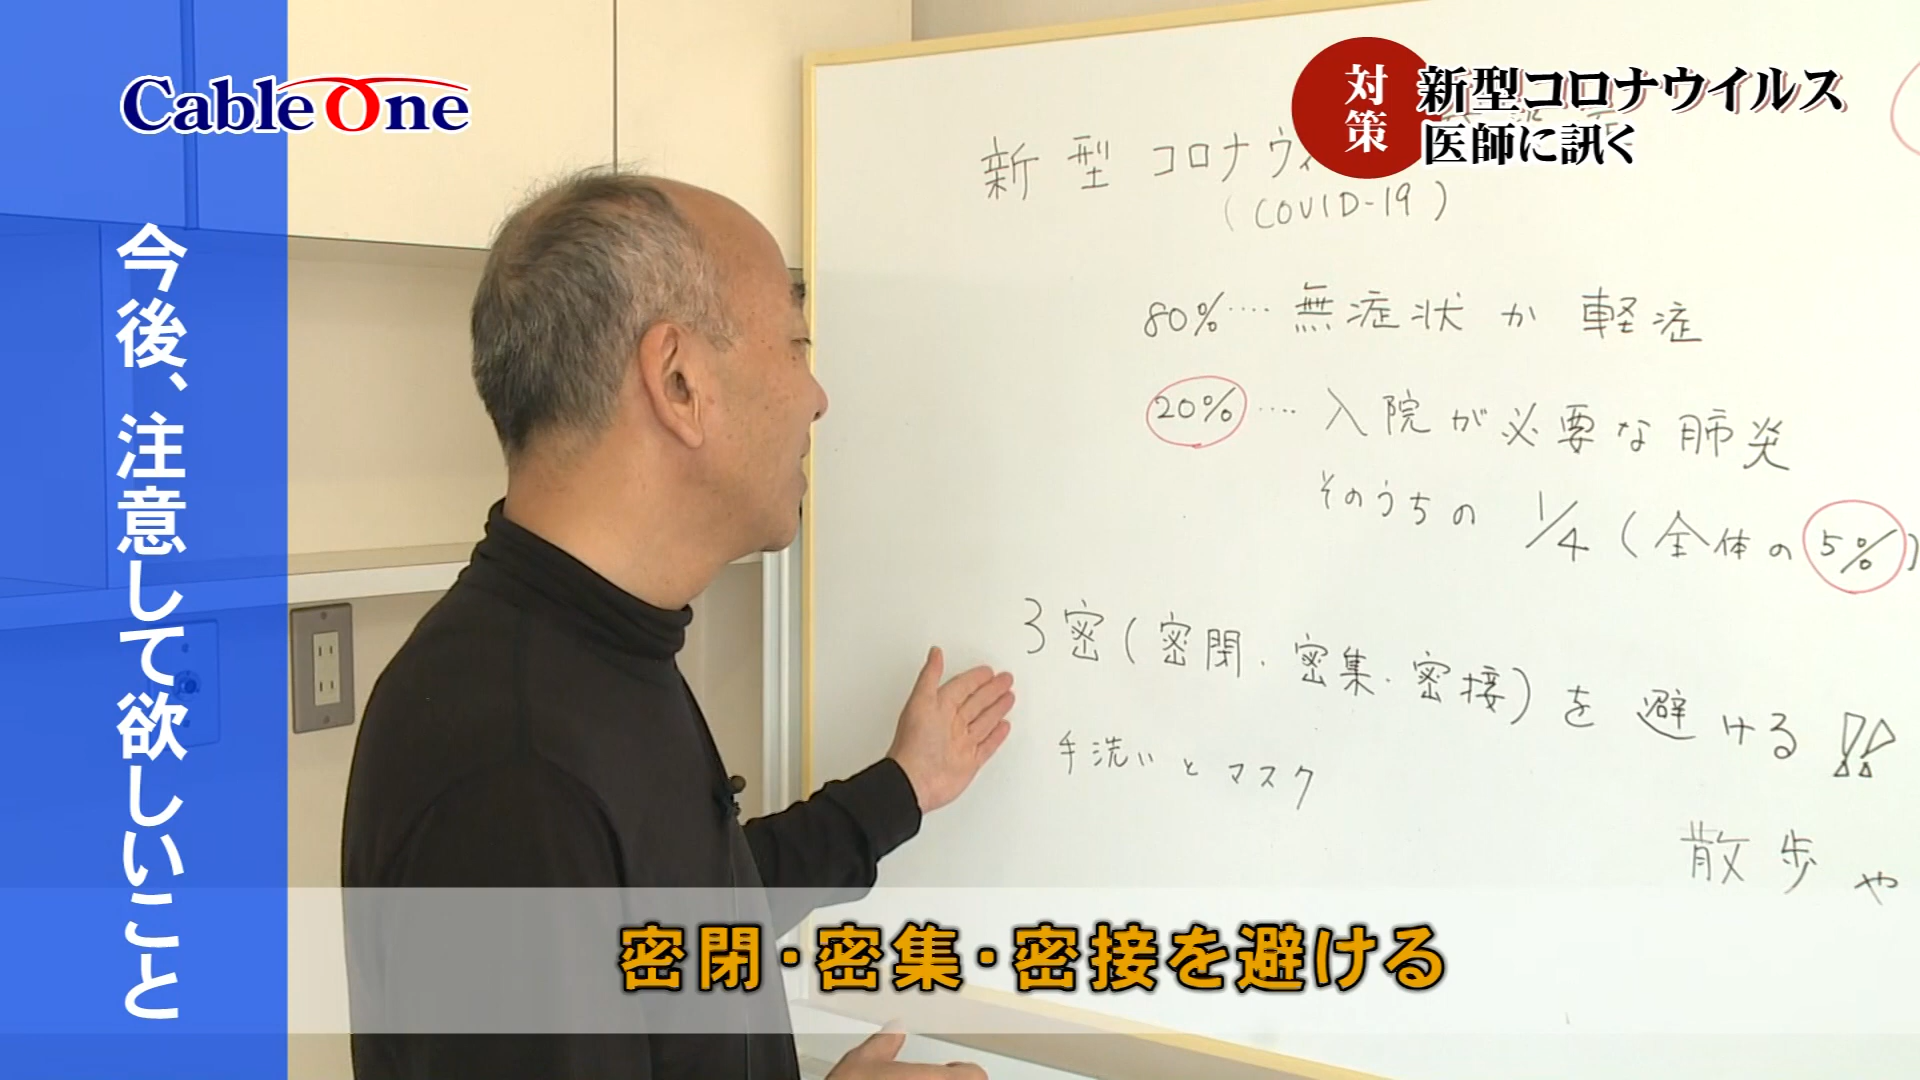 Cable One
対策
新型コロナウイルス
医師に訊く
今後、注意して欲しいこと
新型コロナウィ
(COVID-19)
80%‥‥無症状か軽症
20%‥‥入院が必要な肺炎
そのうちの 1/4 (全体の5%)
3密(密閉・密集・密接)を避ける!!
手洗いとマスク
散歩や
密閉・密集・密接を避ける